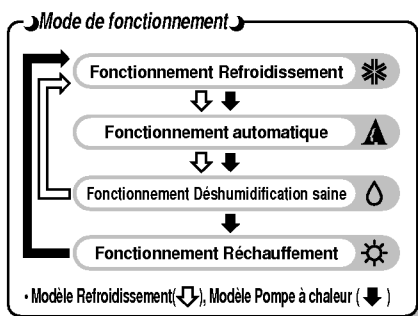 Mode de fonctionnement
Fonctionnement Refroidissement
Fonctionnement automatique
Fonctionnement Déshumidification saine
Fonctionnement Réchauffement
• Modèle Refroidissement(⇩), Modèle Pompe à chaleur (⬇)